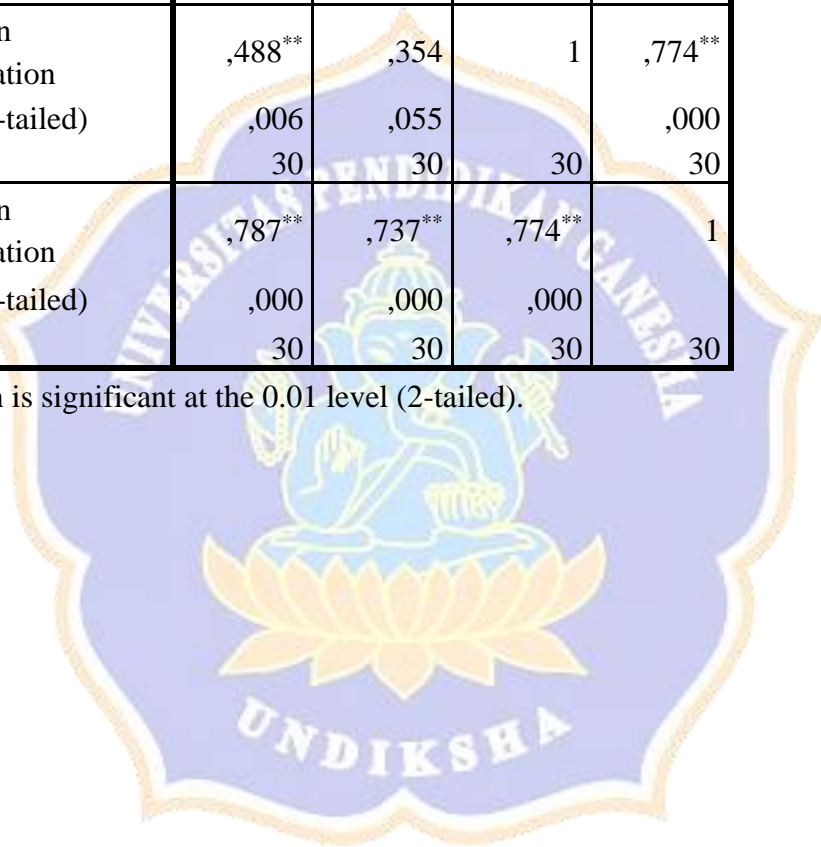 n
ation ,488** ,354 1 ,774**
-tailed) ,006 ,055 ,000
30 30 30 30
n
ation ,787** ,737** ,774** 1
-tailed) ,000 ,000 ,000
30 30 30 30
n is significant at the 0.01 level (2-tailed).
UNIVERSITAS PENDIDIKAN GANESHA
UNDIKSHA